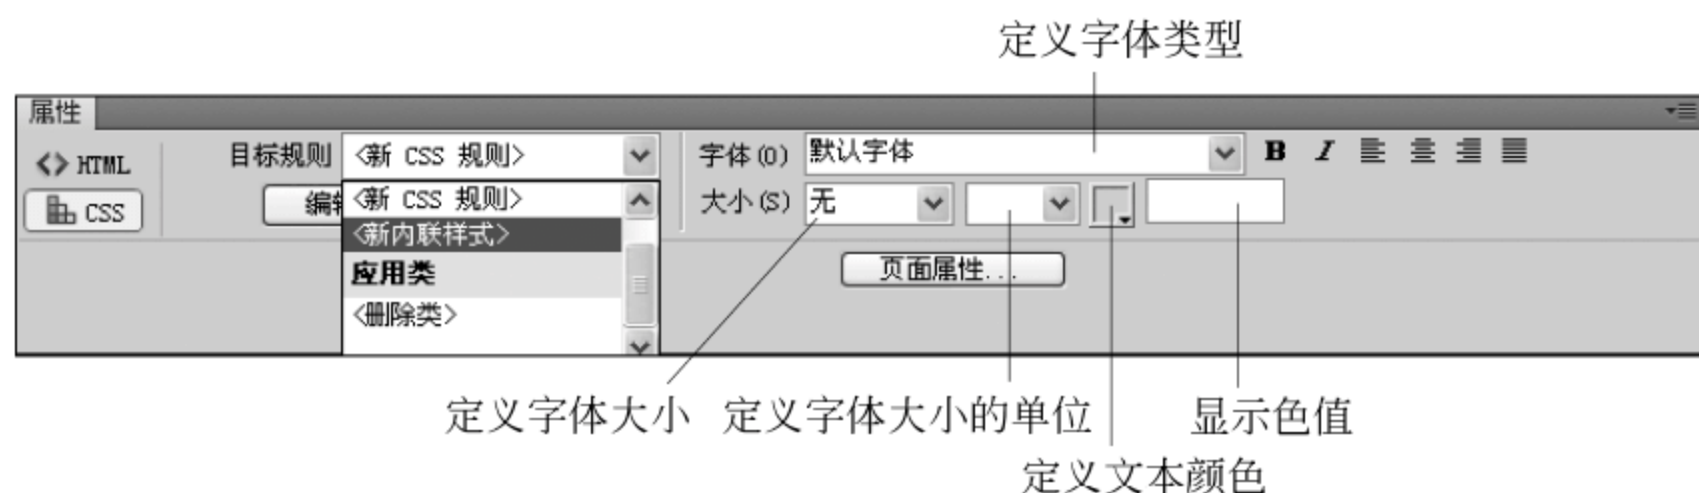 定义字体类型
属性
HTML 目标规则 <新 CSS 规则> 字体(O) 默认字体 B I
CSS 编辑 <新 CSS 规则> 大小(S) 无
<新内联样式>
应用类 页面属性...
<删除类>
定义字体大小 定义字体大小的单位 显示色值
定义文本颜色